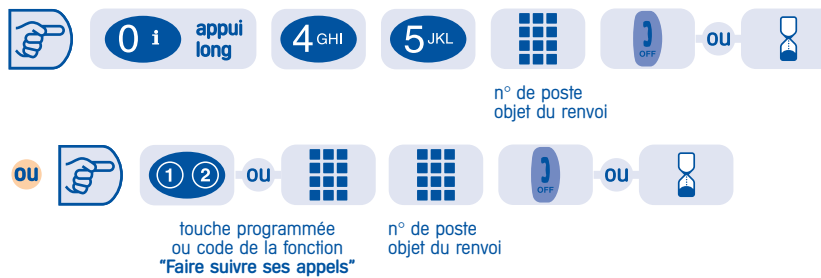 0 i appui long 4 GHI 5 JKL OFF ou
n° de poste
objet du renvoi
ou 1 2 ou OFF ou
touche programmée
ou code de la fonction
"Faire suivre ses appels"
n° de poste
objet du renvoi